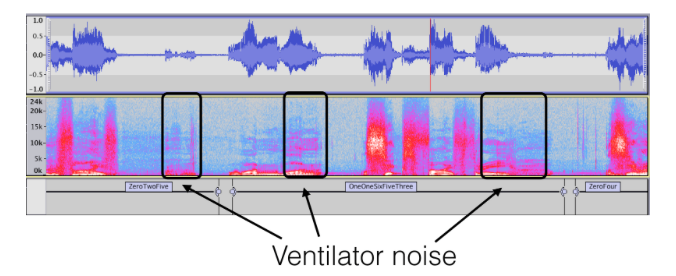 1.0
0.5
0.0
-0.5
-1.0
24k
20k
15k
10k
5k
0k
ZeroTwoFive OneOneSixFiveThree ZeroFour
Ventilator noise